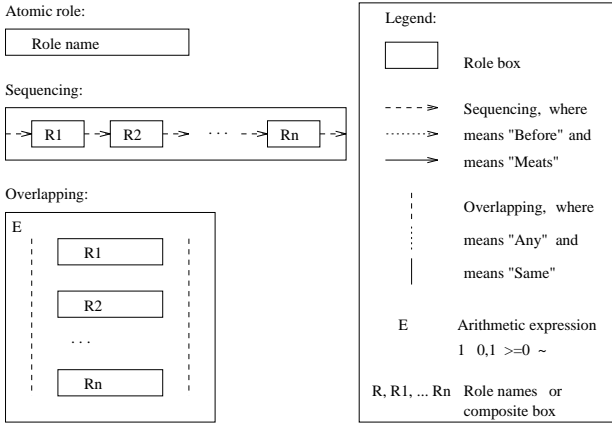 Atomic role:
Role name
Sequencing:
R1 R2 . . . Rn
Overlapping:
E
R1
R2
. . .
Rn
Legend:
Role box
Sequencing, where
means "Before" and
means "Meats"
Overlapping, where
means "Any" and
means "Same"
E Arithmetic expression
1 0,1 >=0 ~
R, R1, ... Rn Role names or
composite box